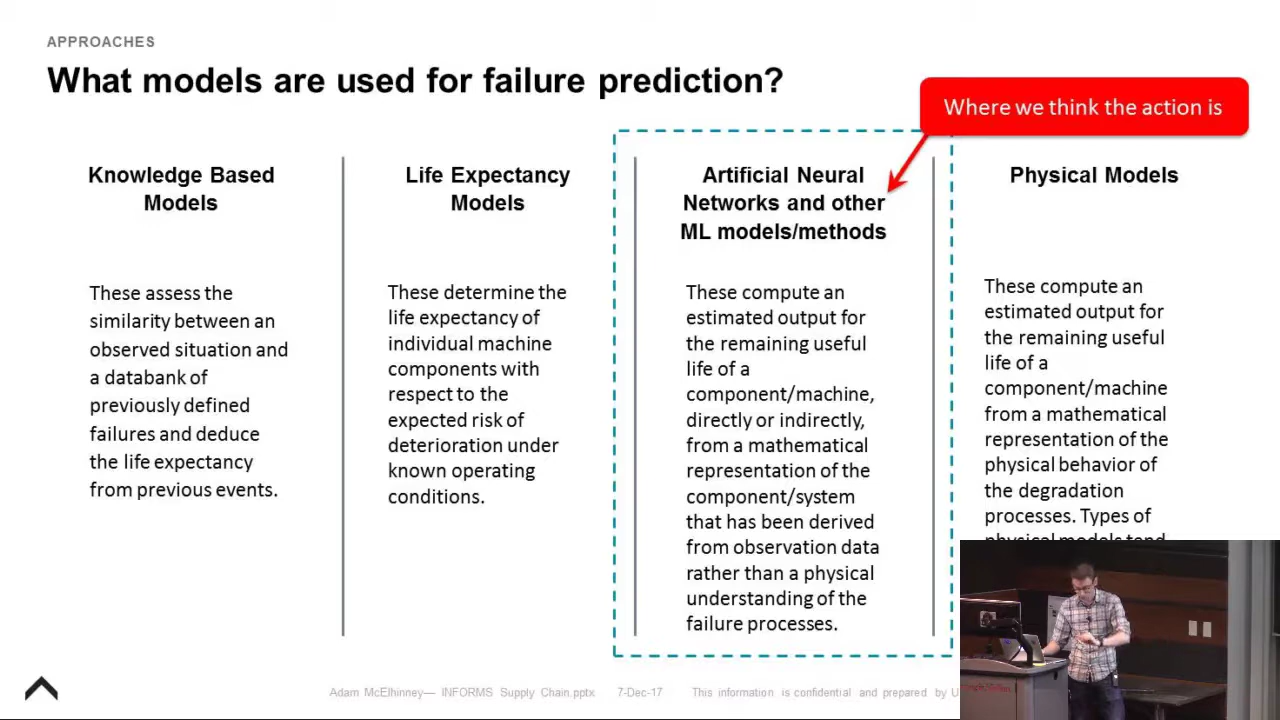 APPROACHES
What models are used for failure prediction?
Where we think the action is
Knowledge Based
Models
These assess the
similarity between an
observed situation and
a databank of
previously defined
failures and deduce
the life expectancy
from previous events.
Life Expectancy
Models
These determine the
life expectancy of
individual machine
components with
respect to the
expected risk of
deterioration under
known operating
conditions.
Artificial Neural
Networks and other
ML models/methods
These compute an
estimated output for
the remaining useful
life of a
component/machine,
directly or indirectly,
from a mathematical
representation of the
component/system
that has been derived
from observation data
rather than a physical
understanding of the
failure processes.
Physical Models
These compute an
estimated output for
the remaining useful
life of a
component/machine
from a mathematical
representation of the
physical behavior of
the degradation
processes. Types of
physical models tend
Adam McElhinney— INFORMS Supply Chain.pptx 7-Dec-17 This information is confidential and prepared by